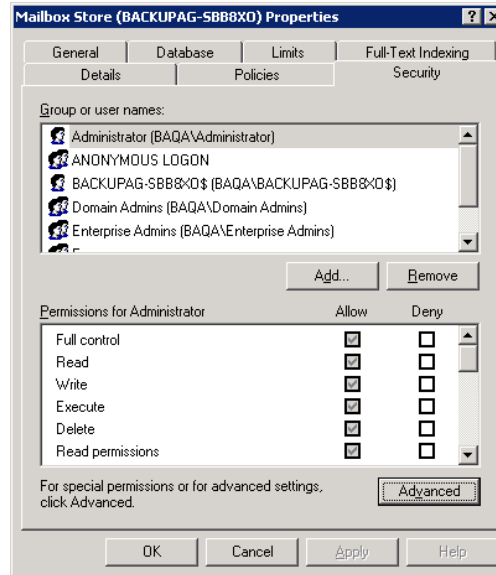 Mailbox Store (BACKUPAG-SBB8XO) Properties
General Database Limits Full-Text Indexing
Details Policies Security
Group or user names:
Administrator (BAQA\Administrator)
ANONYMOUS LOGON
BACKUPAG-SBB8XO$ (BAQA\BACKUPAG-SBB8XO$)
Domain Admins (BAQA\Domain Admins)
Enterprise Admins (BAQA\Enterprise Admins)
Add... Remove
Permissions for Administrator Allow Deny
Full control
Read
Write
Execute
Delete
Read permissions
For special permissions or for advanced settings,
click Advanced.
Advanced
OK Cancel Apply Help